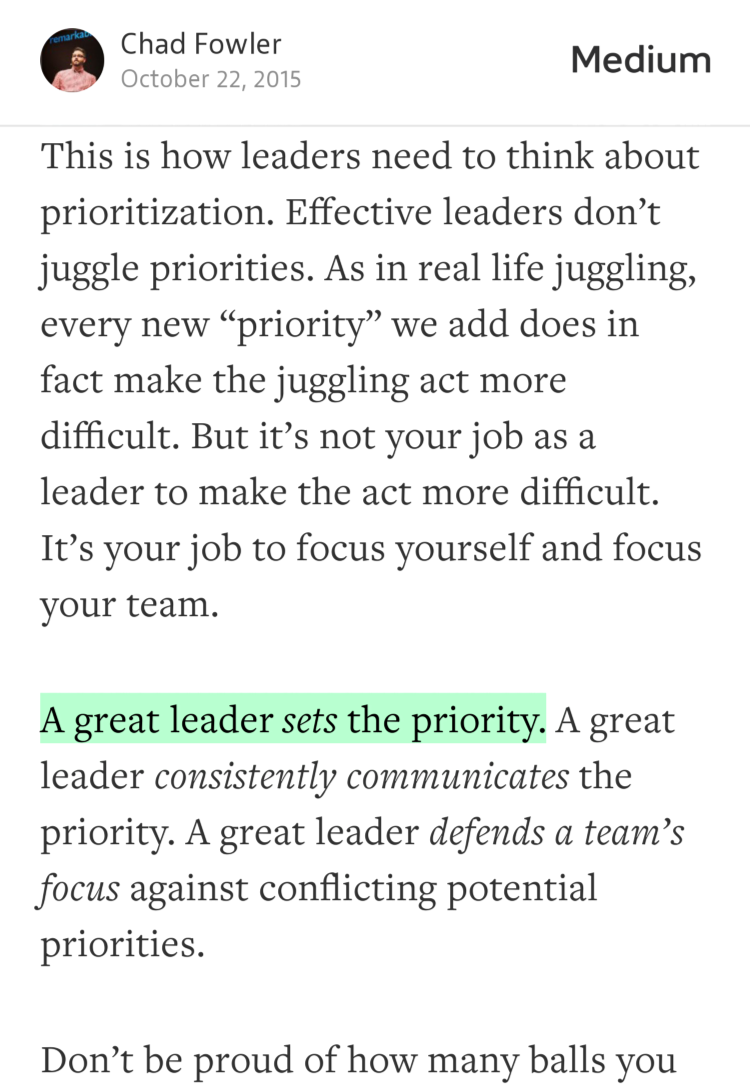 remarkab
Chad Fowler
October 22, 2015
Medium
This is how leaders need to think about
prioritization. Effective leaders don’t
juggle priorities. As in real life juggling,
every new “priority” we add does in
fact make the juggling act more
difficult. But it’s not your job as a
leader to make the act more difficult.
It’s your job to focus yourself and focus
your team.
A great leader sets the priority. A great
leader consistently communicates the
priority. A great leader defends a team’s
focus against conflicting potential
priorities.
Don’t be proud of how many balls you